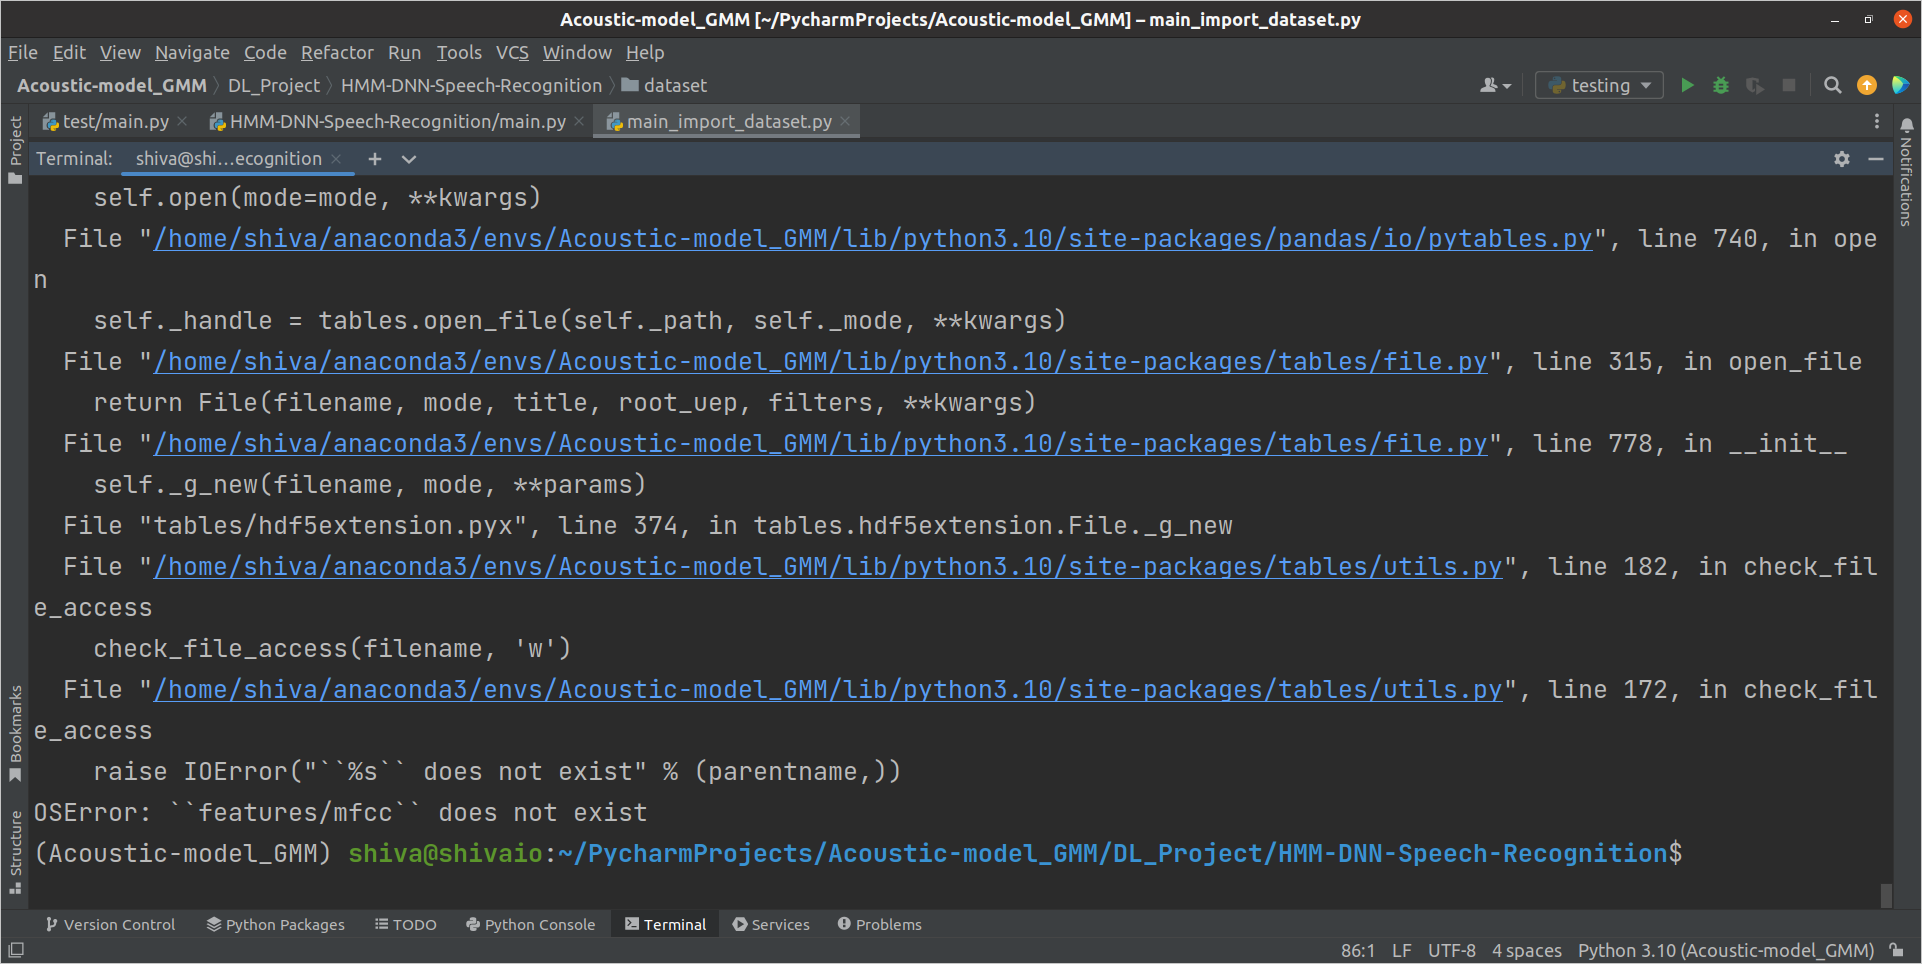 Acoustic-model_GMM [~/PycharmProjects/Acoustic-model_GMM] – main_import_dataset.py
File Edit View Navigate Code Refactor Run Tools VCS Window Help
Acoustic-model_GMM DL_Project HMM-DNN-Speech-Recognition dataset
testing
test/main.py HMM-DNN-Speech-Recognition/main.py main_import_dataset.py
Project
Notifications
Terminal: shiva@shi...ecognition
self.open(mode=mode, **kwargs)
File "/home/shiva/anaconda3/envs/Acoustic-model_GMM/lib/python3.10/site-packages/pandas/io/pytables.py", line 740, in ope
n
self._handle = tables.open_file(self._path, self._mode, **kwargs)
File "/home/shiva/anaconda3/envs/Acoustic-model_GMM/lib/python3.10/site-packages/tables/file.py", line 315, in open_file
return File(filename, mode, title, root_uep, filters, **kwargs)
File "/home/shiva/anaconda3/envs/Acoustic-model_GMM/lib/python3.10/site-packages/tables/file.py", line 778, in __init__
self._g_new(filename, mode, **params)
File "tables/hdf5extension.pyx", line 374, in tables.hdf5extension.File._g_new
File "/home/shiva/anaconda3/envs/Acoustic-model_GMM/lib/python3.10/site-packages/tables/utils.py", line 182, in check_fil
e_access
check_file_access(filename, 'w')
File "/home/shiva/anaconda3/envs/Acoustic-model_GMM/lib/python3.10/site-packages/tables/utils.py", line 172, in check_fil
e_access
raise IOError("``%s`` does not exist" % (parentname,))
OSError: ``features/mfcc`` does not exist
(Acoustic-model_GMM) shiva@shivaio:~/PycharmProjects/Acoustic-model_GMM/DL_Project/HMM-DNN-Speech-Recognition$
Bookmarks
Structure
Version Control Python Packages TODO Python Console Terminal Services Problems
86:1 LF UTF-8 4 spaces Python 3.10 (Acoustic-model_GMM)